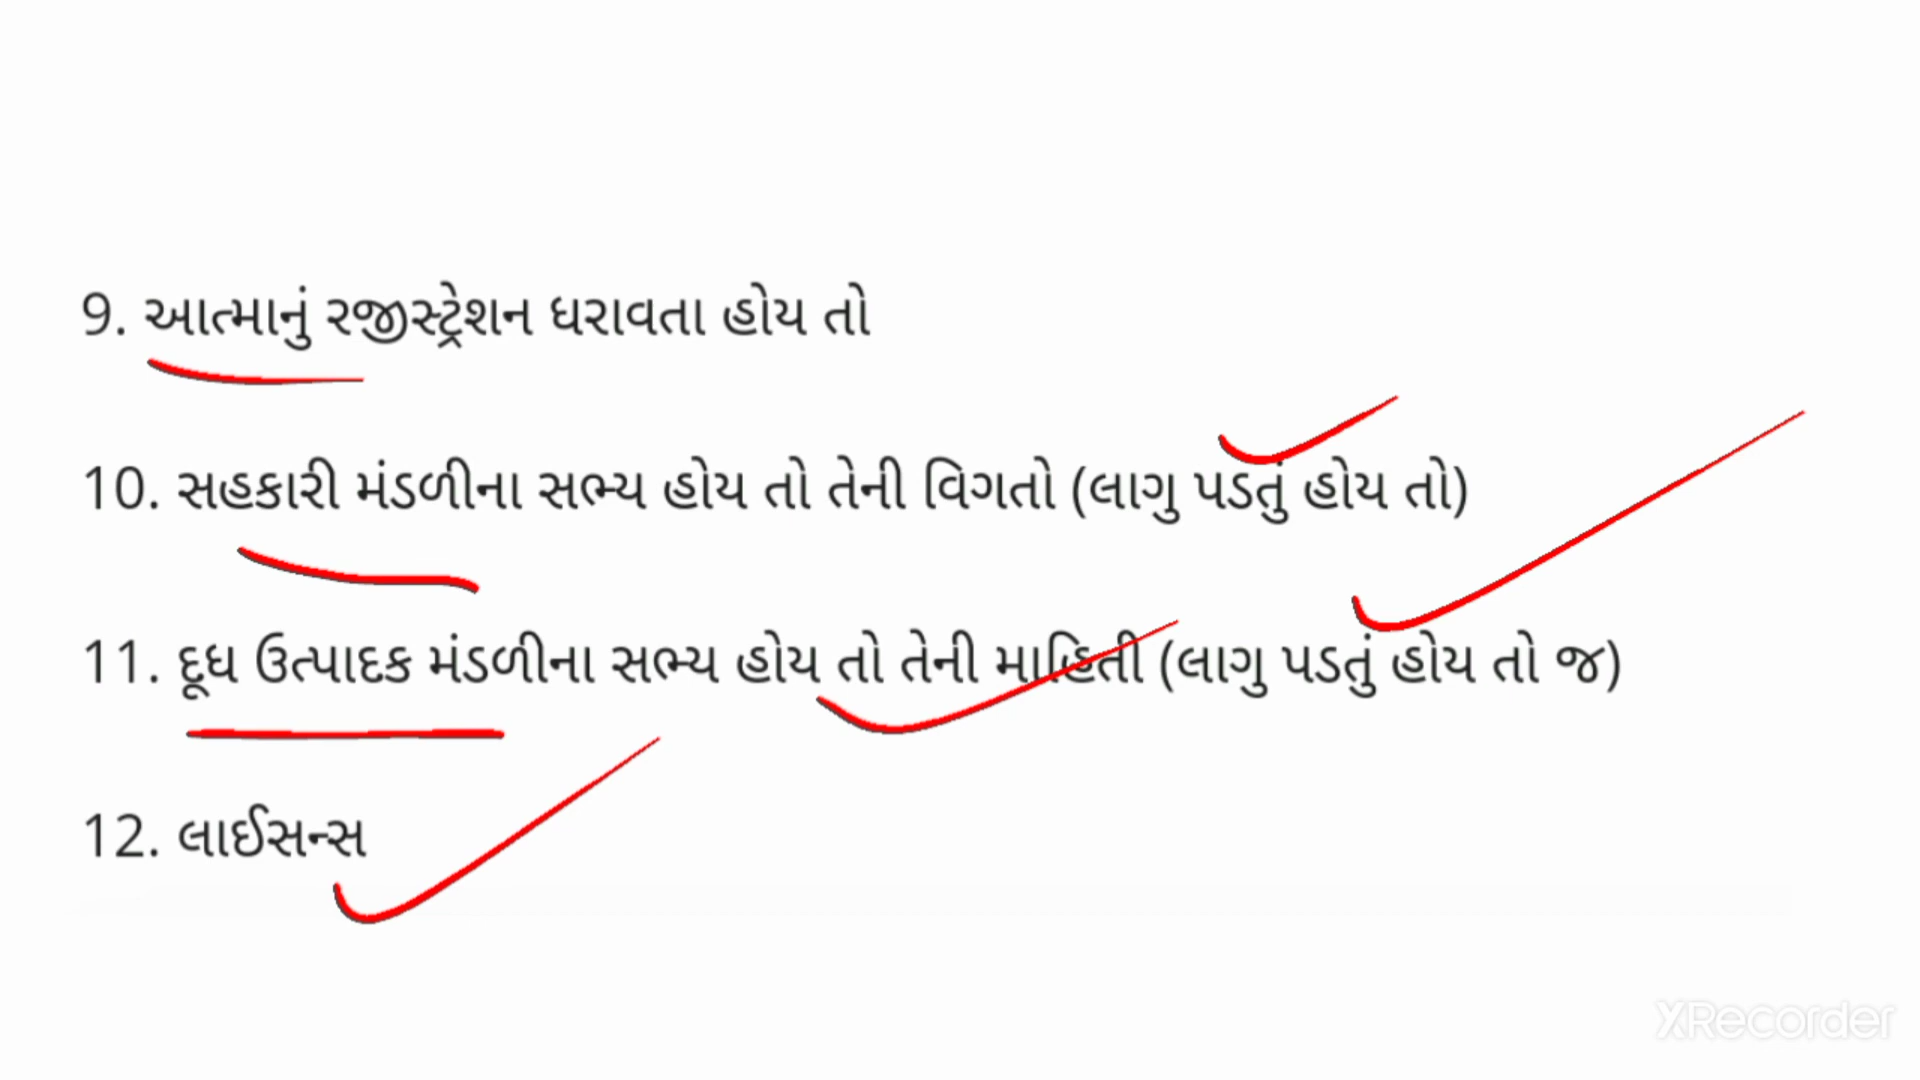 9. આત્માનું રજીસ્ટ્રેશન ધરાવતા હોય તો
10. સહકારી મંડળીના સભ્ય હોય તો તેની વિગતો (લાગુ પડતું હોય તો)
11. દૂધ ઉત્પાદક મંડળીના સભ્ય હોય તો તેની માહિતી (લાગુ પડતું હોય તો જ)
12. લાઈસન્સ
XRecorder